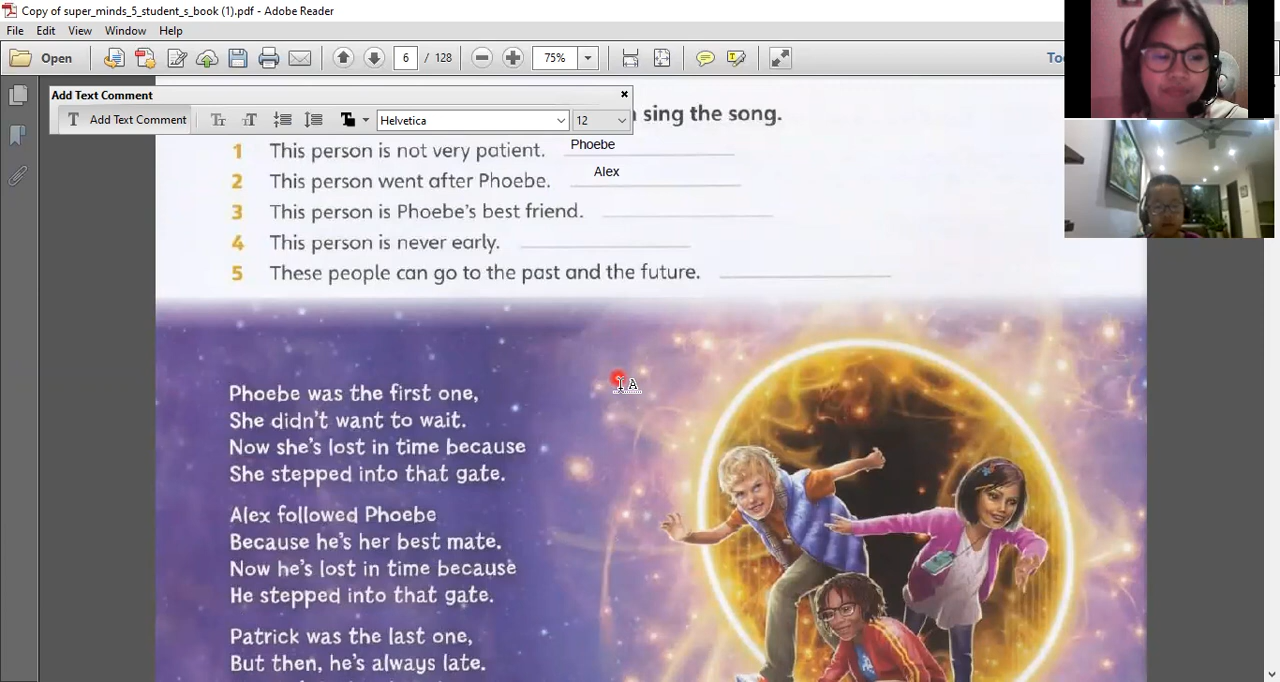 Copy of super_minds_5_student_s_book (1).pdf - Adobe Reader
File Edit View Window Help
Open 6 / 128 75%
Add Text Comment
Add Text Comment Helvetica 12
sing the song.
1 This person is not very patient. Phoebe
2 This person went after Phoebe. Alex
3 This person is Phoebe's best friend.
4 This person is never early.
5 These people can go to the past and the future.
Phoebe was the first one,
She didn't want to wait.
Now she's lost in time because
She stepped into that gate.
Alex followed Phoebe
Because he's her best mate.
Now he's lost in time because
He stepped into that gate.
Patrick was the last one,
But then, he's always late.